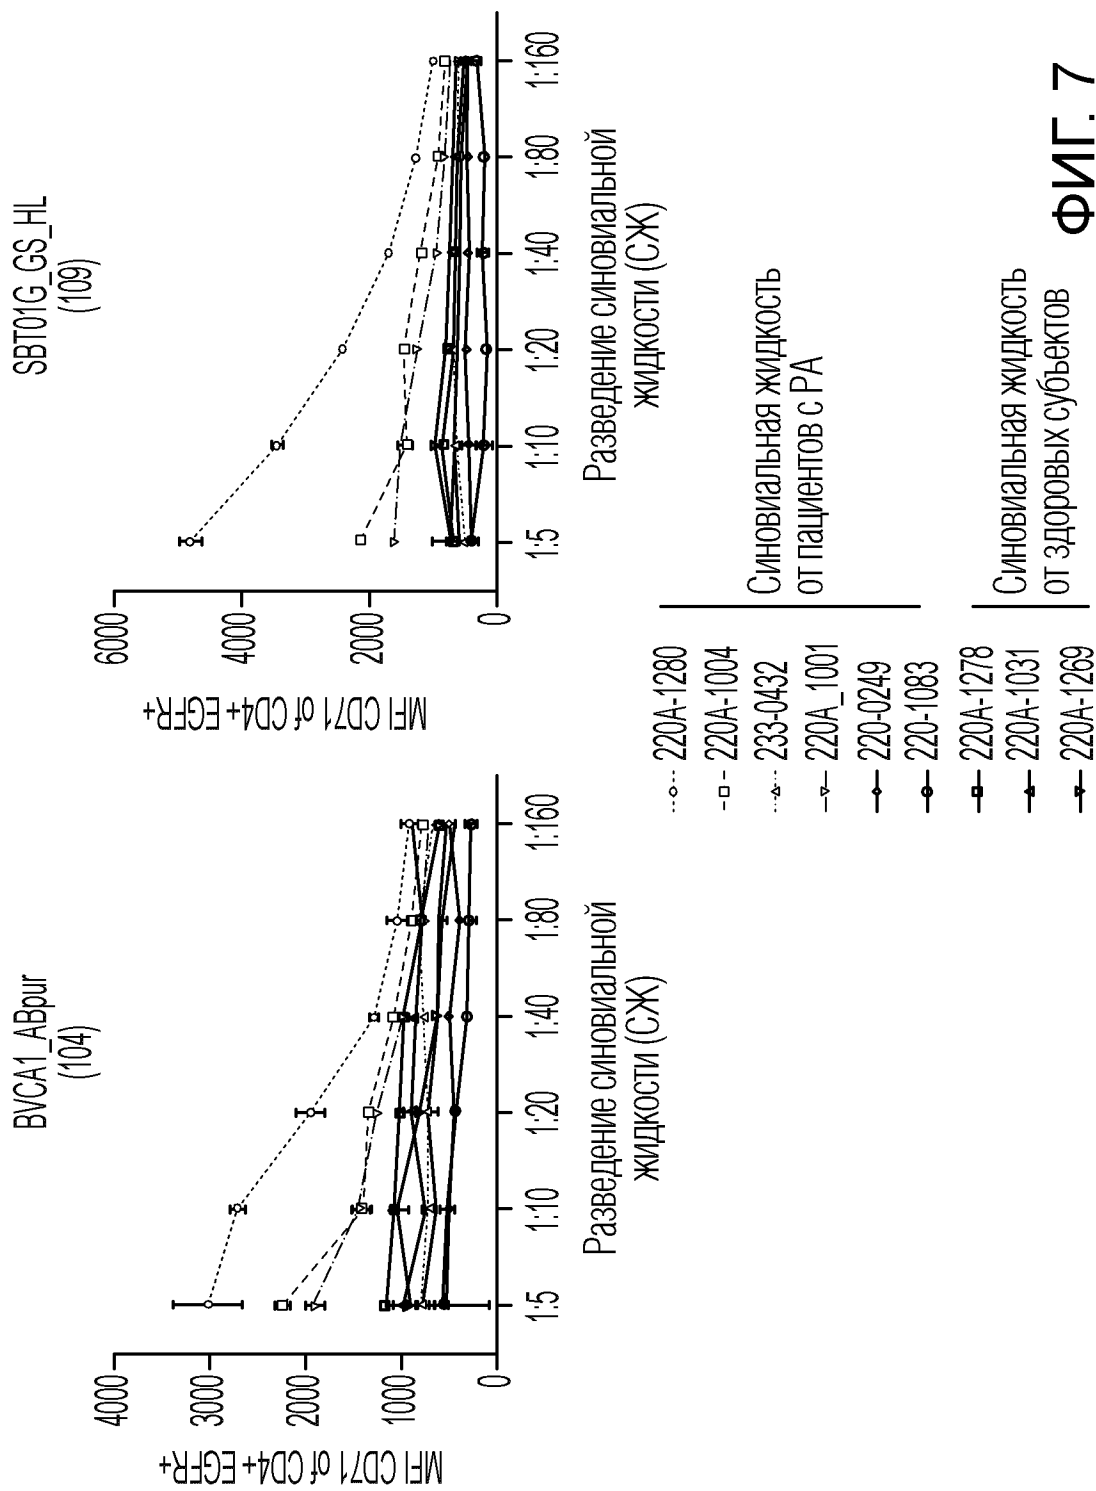 BVCA1_ABpur
(104)
MFI CD71 of CD4+ EGFR+
4000
3000
2000
1000
0
1:5
1:10
1:20
1:40
1:80
1:160
Разведение синовиальной
жидкости (СЖ)
SBT01G_GS_HL
(109)
MFI CD71 of CD4+ EGFR+
6000
4000
2000
0
1:5
1:10
1:20
1:40
1:80
1:160
Разведение синовиальной
жидкости (СЖ)
220A-1280
220A-1004
233-0432
220A_1001
220-0249
220-1083
Синовиальная жидкость
от пациентов с РА
220A-1278
220A-1031
220A-1269
Синовиальная жидкость
от здоровых субъектов
ФИГ. 7